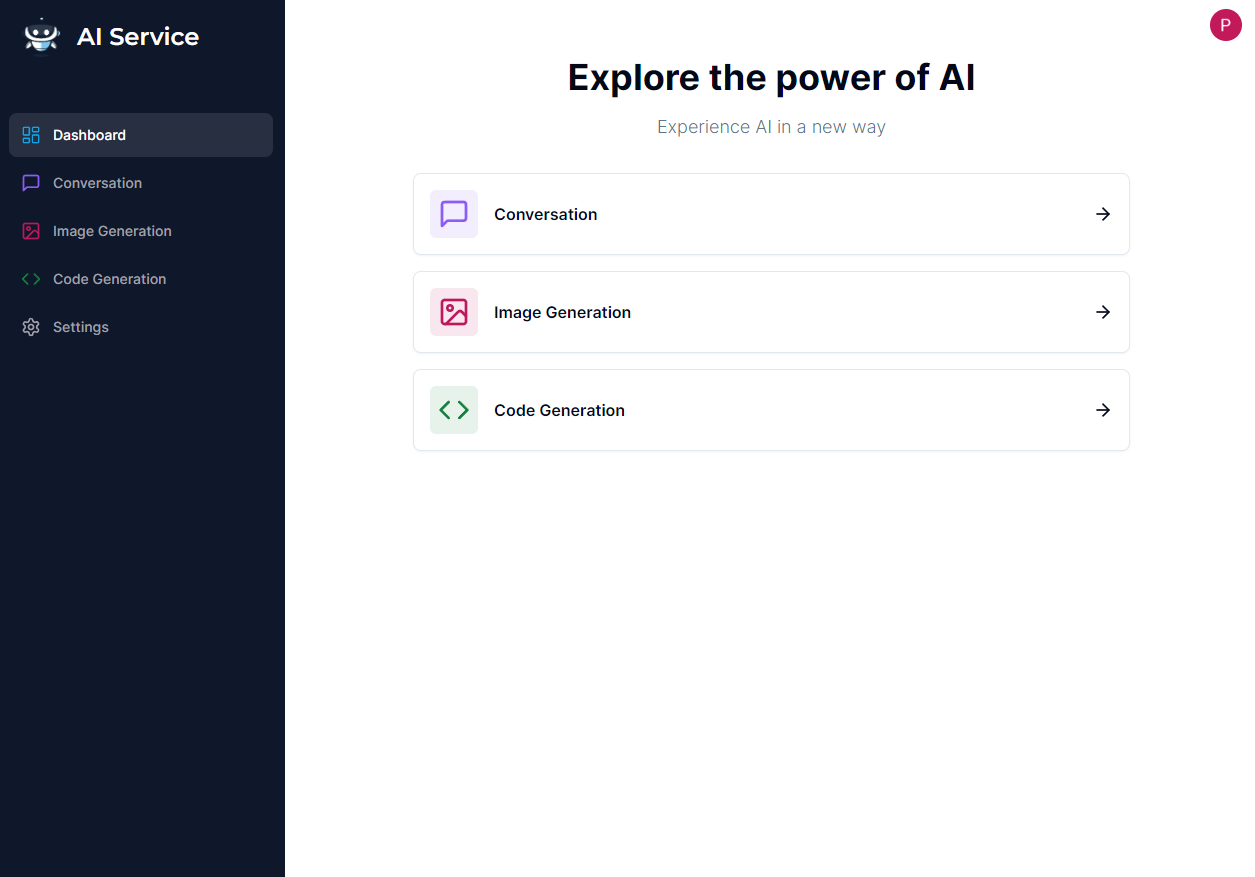 AI Service
Dashboard
Conversation
Image Generation
Code Generation
Settings
P
Explore the power of AI
Experience AI in a new way
Conversation
Image Generation
Code Generation